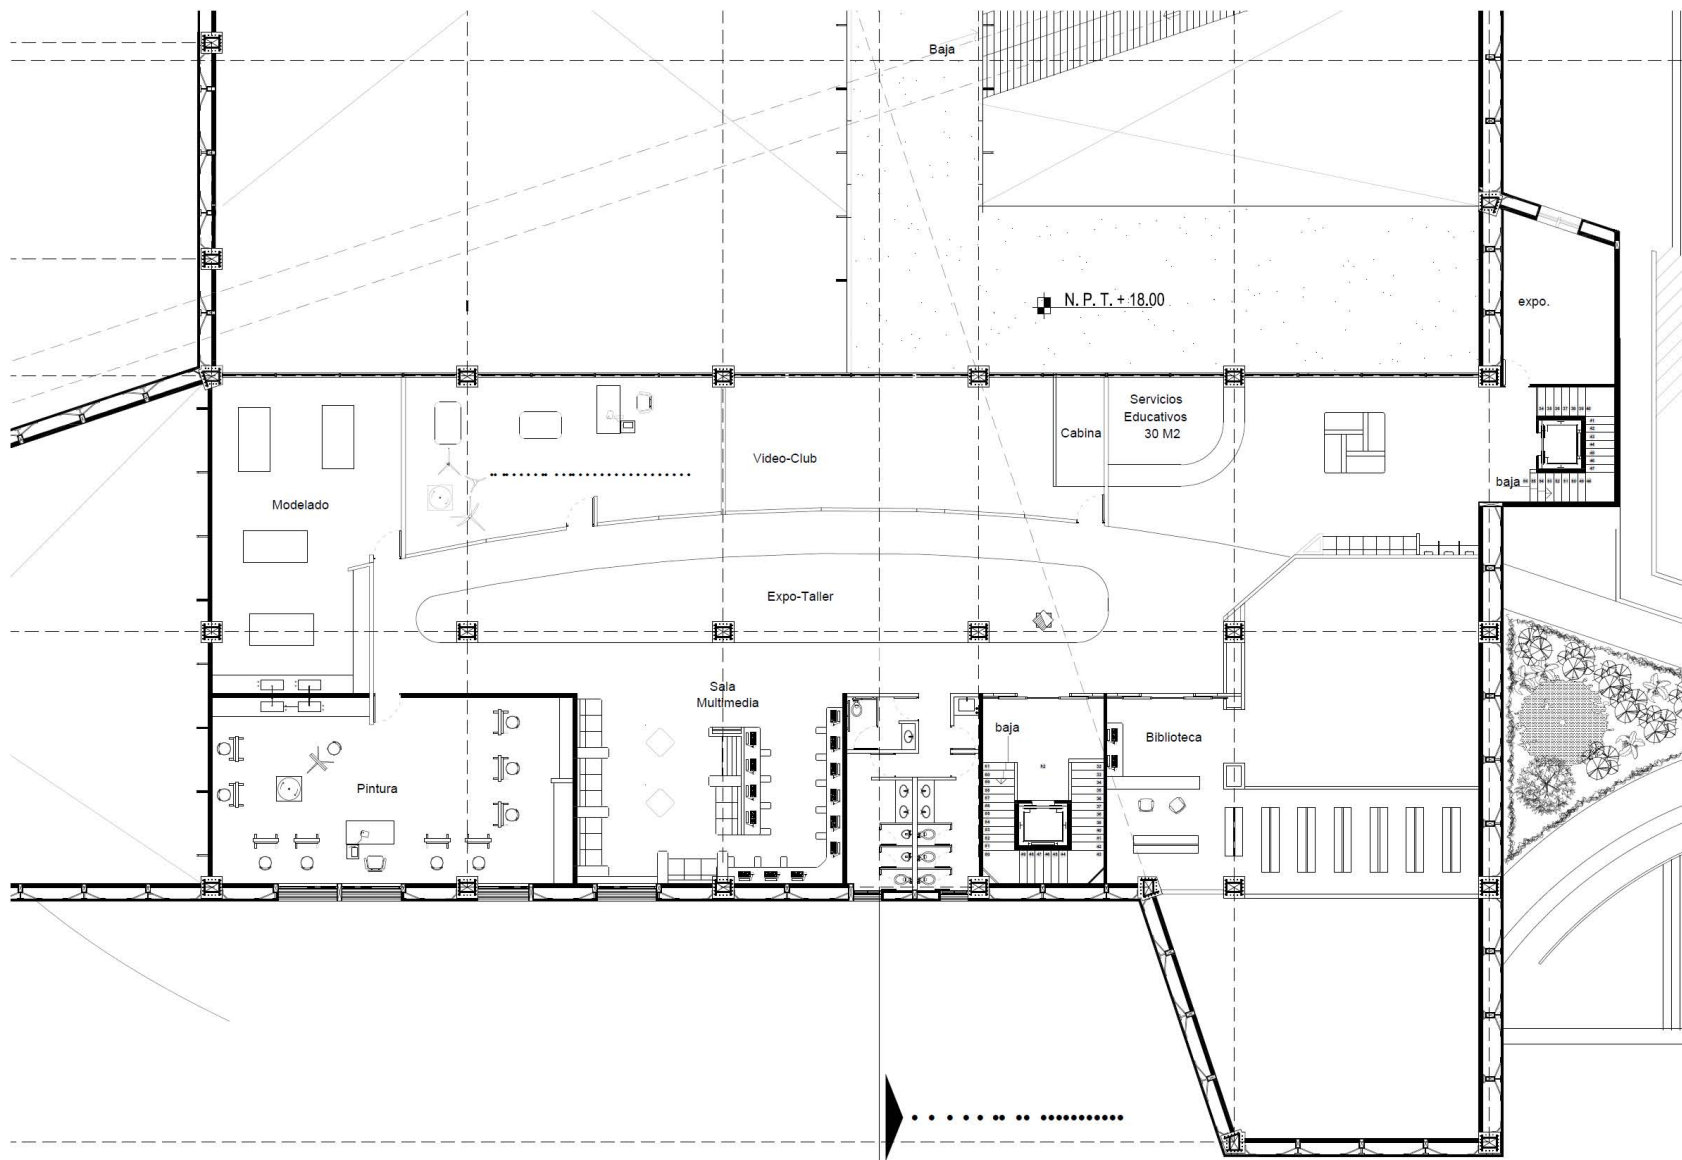 Baja
N. P. T. + 18.00
expo.
Servicios
Educativos
30 M2
Cabina
Video-Club
baja
Modelado
Expo-Taller
Sala
Multimedia
baja
Biblioteca
Pintura